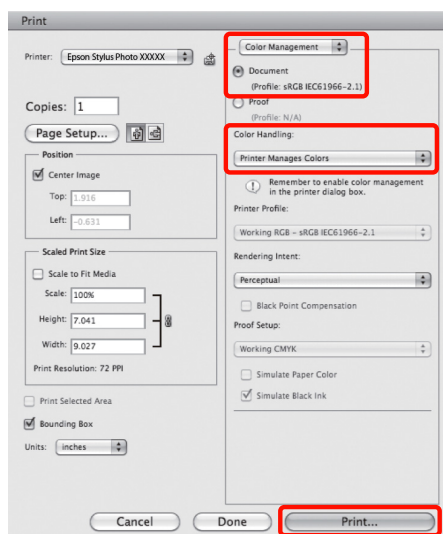 Print
Printer: Epson Stylus Photo XXXXX
Copies: 1
Page Setup...
Position
Center Image
Top: 1.916
Left: -0.631
Scaled Print Size
Scale to Fit Media
Scale: 100%
Height: 7.041
Width: 9.027
Print Resolution: 72 PPI
Print Selected Area
Bounding Box
Units: inches
Color Management
Document
(Profile: sRGB IEC61966-2.1)
Proof
(Profile: N/A)
Color Handling:
Printer Manages Colors
Remember to enable color management
in the printer dialog box.
Printer Profile:
Working RGB - sRGB IEC61966-2.1
Rendering Intent:
Perceptual
Black Point Compensation
Proof Setup:
Working CMYK
Simulate Paper Color
Simulate Black Ink
Cancel
Done
Print...